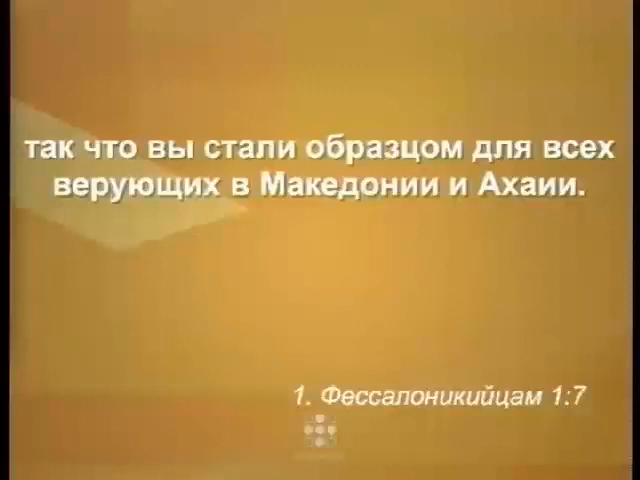 так что вы стали образцом для всех
верующих в Македонии и Ахаии.
1. Фессалоникийцам 1:7